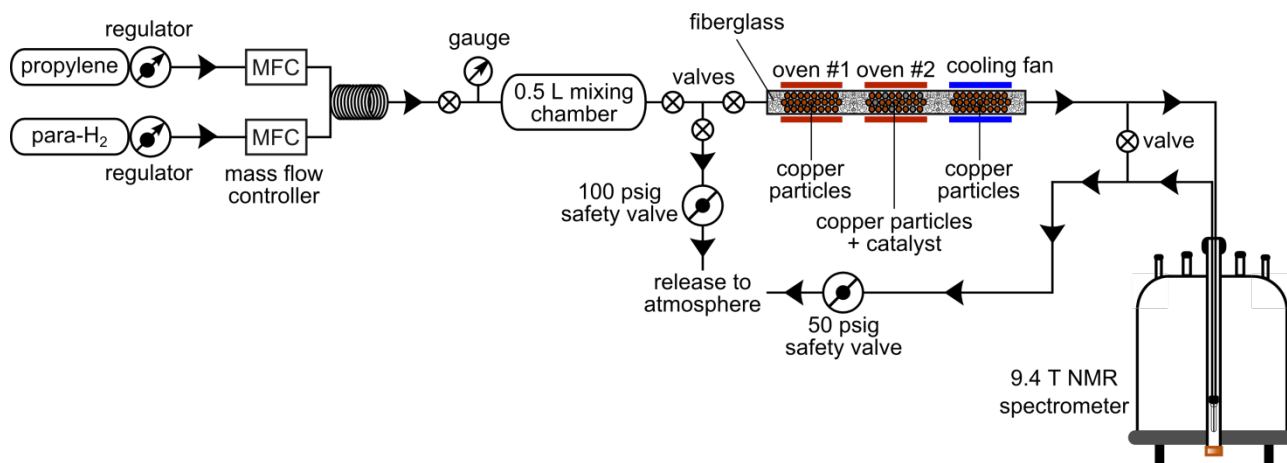 regulator
propylene
MFC
para-H2
MFC
regulator
mass flow
controller
gauge
0.5 L mixing
chamber
valves
100 psig
safety valve
release to
atmosphere
fiberglass
oven #1
oven #2
cooling fan
copper
particles
copper particles
+ catalyst
copper
particles
valve
50 psig
safety valve
9.4 T NMR
spectrometer